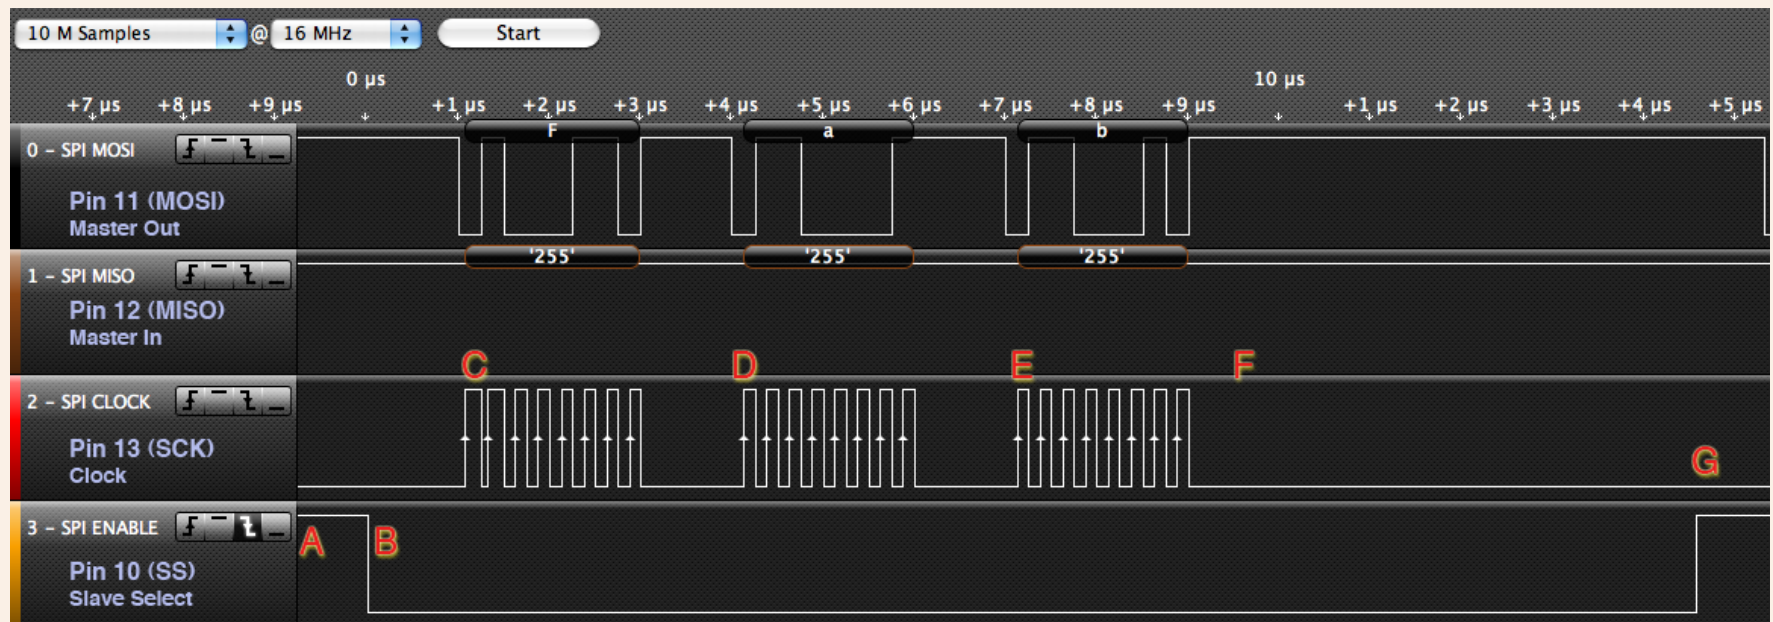 10 M Samples @ 16 MHz Start
0 µs 10 µs
+7 µs +8 µs +9 µs +1 µs +2 µs +3 µs +4 µs +5 µs +6 µs +7 µs +8 µs +9 µs +1 µs +2 µs +3 µs +4 µs +5 µs
F a b
0 - SPI MOSI
Pin 11 (MOSI)
Master Out
'255' '255' '255'
1 - SPI MISO
Pin 12 (MISO)
Master In
C D E F
2 - SPI CLOCK
Pin 13 (SCK)
Clock
G
3 - SPI ENABLE
A B
Pin 10 (SS)
Slave Select